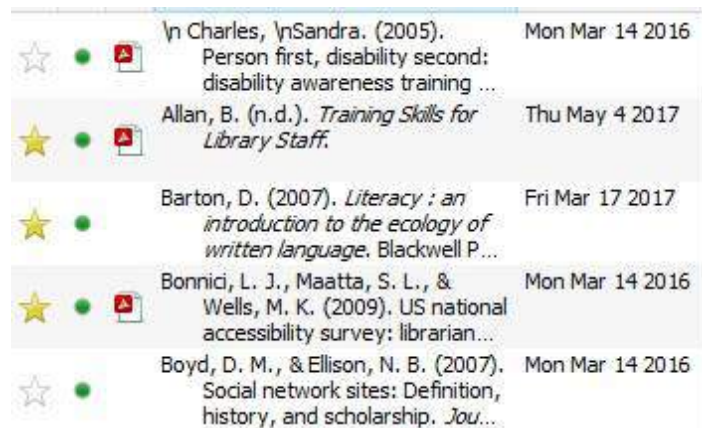 \n Charles, \nSandra. (2005). Mon Mar 14 2016
Person first, disability second:
disability awareness training ...
Allan, B. (n.d.). Training Skills for Thu May 4 2017
Library Staff.
Barton, D. (2007). Literacy : an Fri Mar 17 2017
introduction to the ecology of
written language. Blackwell P...
Bonnici, L. J., Maatta, S. L., & Mon Mar 14 2016
Wells, M. K. (2009). US national
accessibility survey: librarian...
Boyd, D. M., & Ellison, N. B. (2007). Mon Mar 14 2016
Social network sites: Definition,
history, and scholarship. Jou...